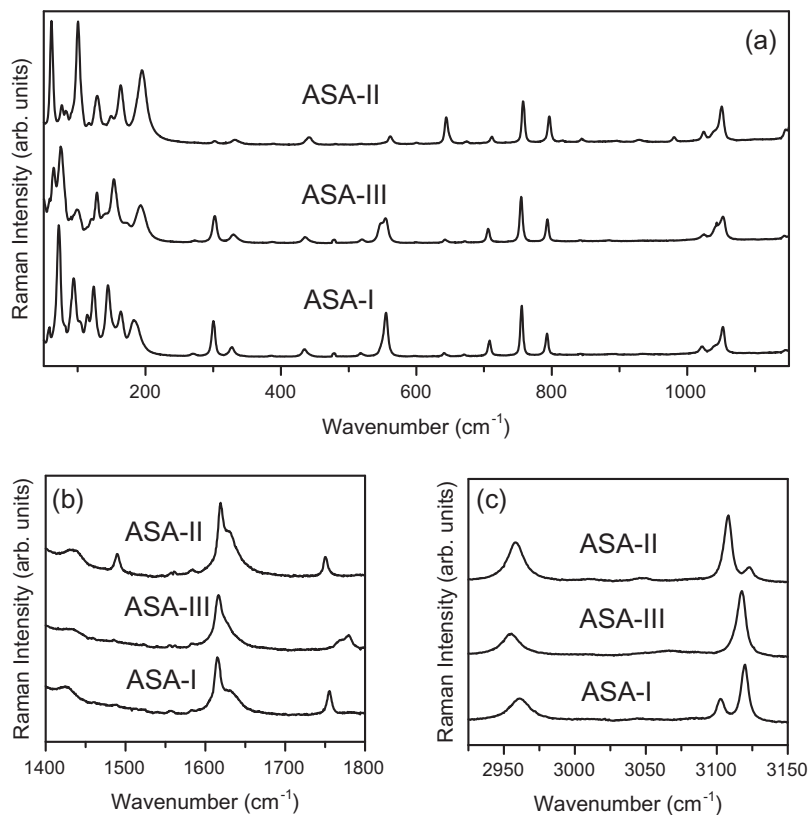 Raman Intensity (arb. units)
(a)
ASA-II
ASA-III
ASA-I
200 400 600 800 1000
Wavenumber (cm⁻¹)
Raman Intensity (arb. units)
(b)
ASA-II
ASA-III
ASA-I
1400 1500 1600 1700 1800
Wavenumber (cm⁻¹)
Raman Intensity (arb. units)
(c)
ASA-II
ASA-III
ASA-I
2950 3000 3050 3100 3150
Wavenumber (cm⁻¹)